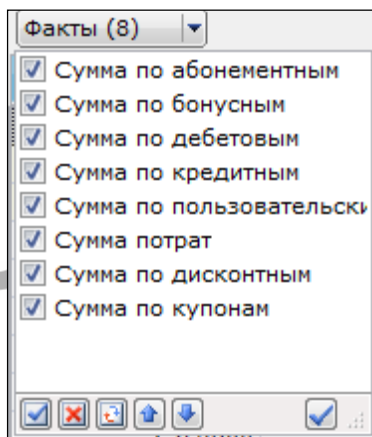 Факты (8)
Сумма по абонементным
Сумма по бонусным
Сумма по дебетовым
Сумма по кредитным
Сумма по пользовательски
Сумма потрат
Сумма по дисконтным
Сумма по купонам